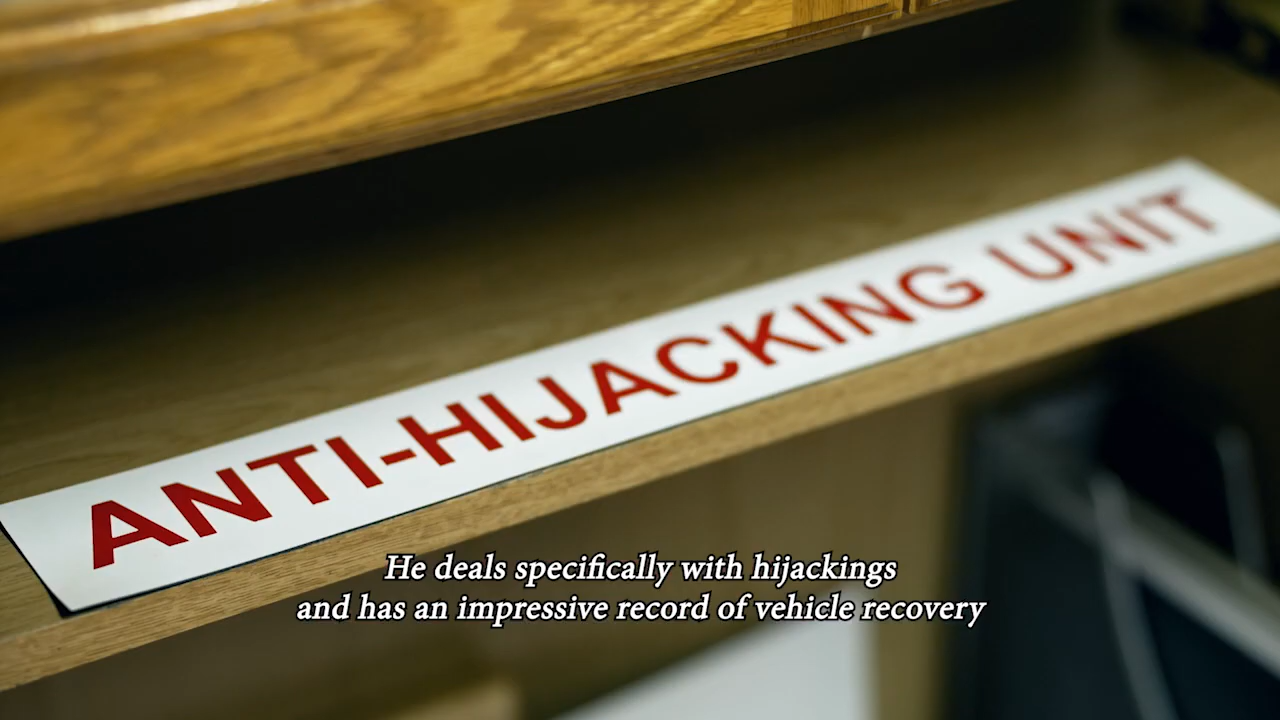 ANTI-HIJACKING UNIT
He deals specifically with hijackings
and has an impressive record of vehicle recovery